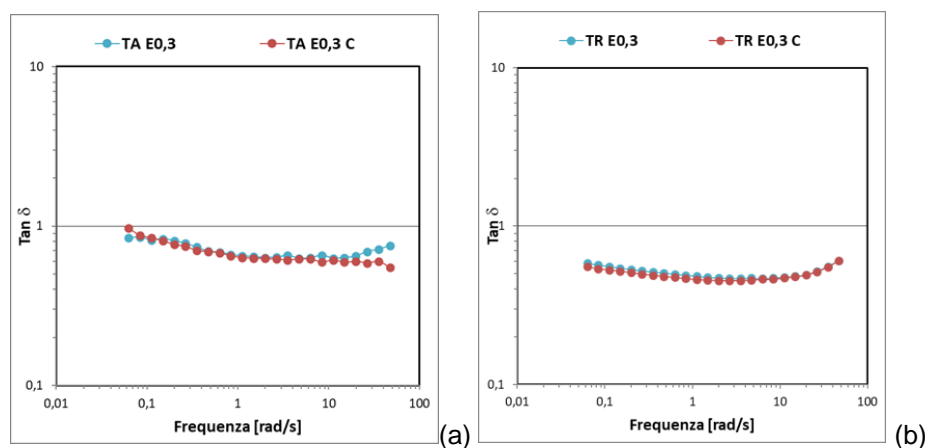 TA E0,3 TA E0,3 C
10
1
0,1
Tan δ
0,01 0,1 1 10 100
Frequenza [rad/s]
(a)
TR E0,3 TR E0,3 C
10
1
0,1
Tan δ
0,01 0,1 1 10 100
Frequenza [rad/s]
(b)